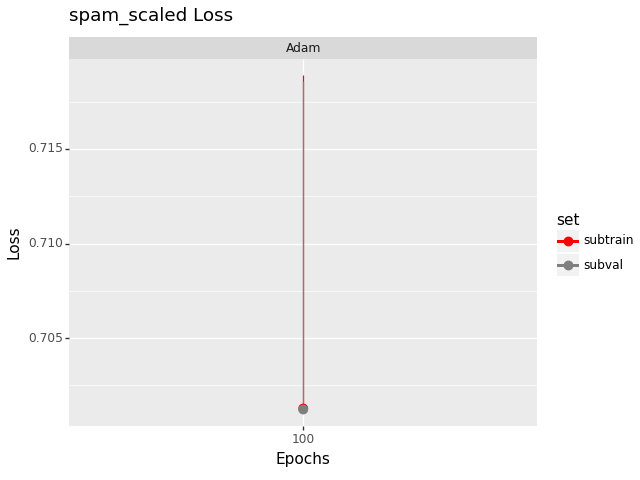 spam_scaled Loss
Adam
0.715
0.710
0.705
Loss
100
Epochs
set
subtrain
subval